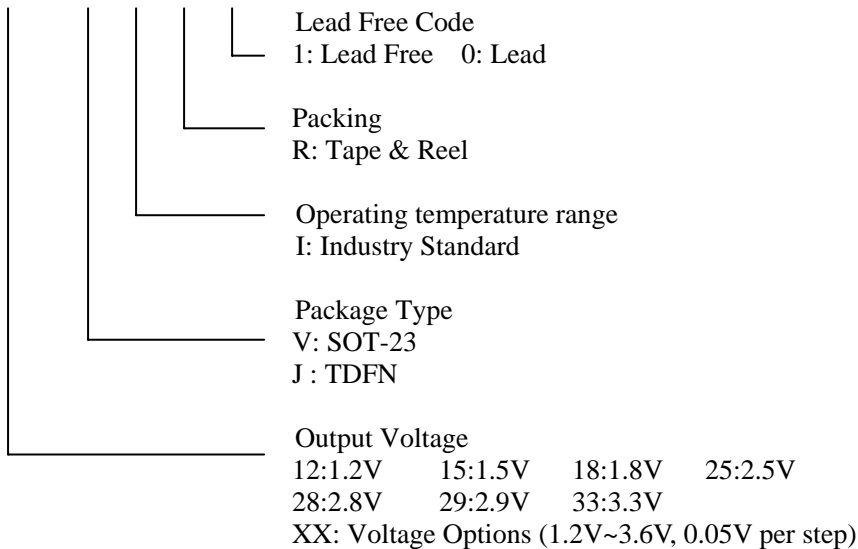 Lead Free Code
1: Lead Free 0: Lead
Packing
R: Tape & Reel
Operating temperature range
I: Industry Standard
Package Type
V: SOT-23
J : TDFN
Output Voltage
12:1.2V 15:1.5V 18:1.8V 25:2.5V
28:2.8V 29:2.9V 33:3.3V
XX: Voltage Options (1.2V~3.6V, 0.05V per step)